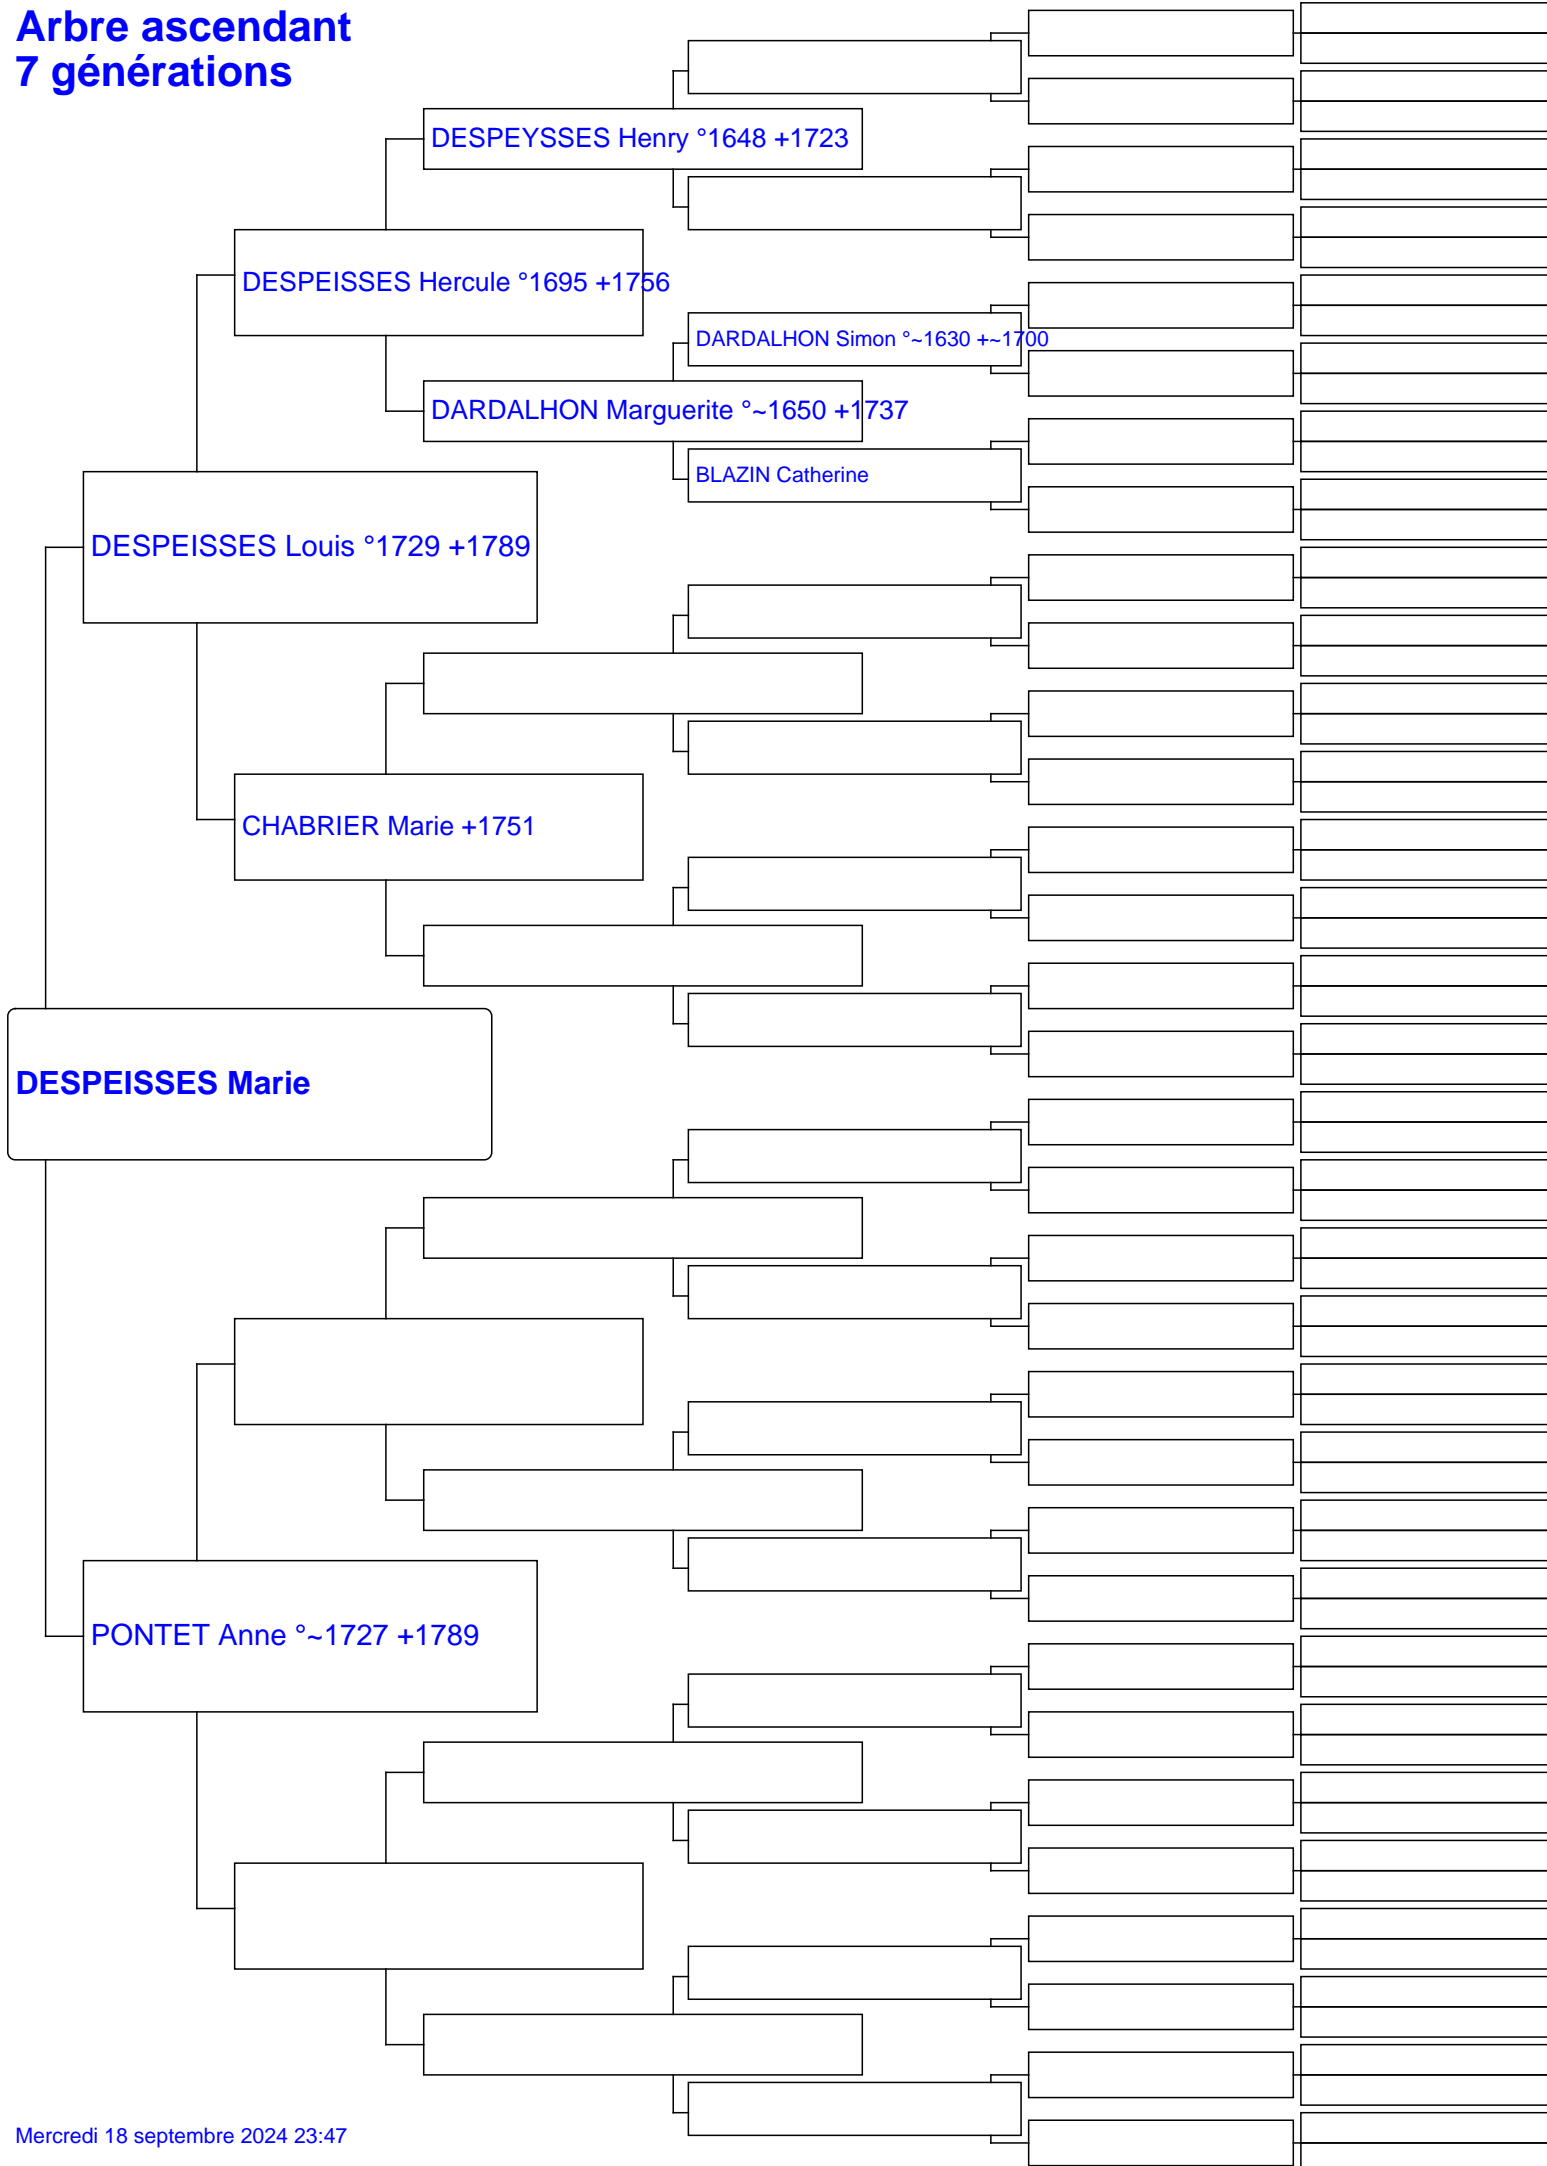 Arbre ascendant
7 générations
DESPEYSSES Henry °1648 +1723
DESPEISSES Hercule °1695 +1756
DARDALHON Simon °~1630 +~1700
DARDALHON Marguerite °~1650 +1737
BLAZIN Catherine
DESPEISSES Louis °1729 +1789
CHABRIER Marie +1751
DESPEISSES Marie
PONTET Anne °~1727 +1789
Mercredi 18 septembre 2024 23:47